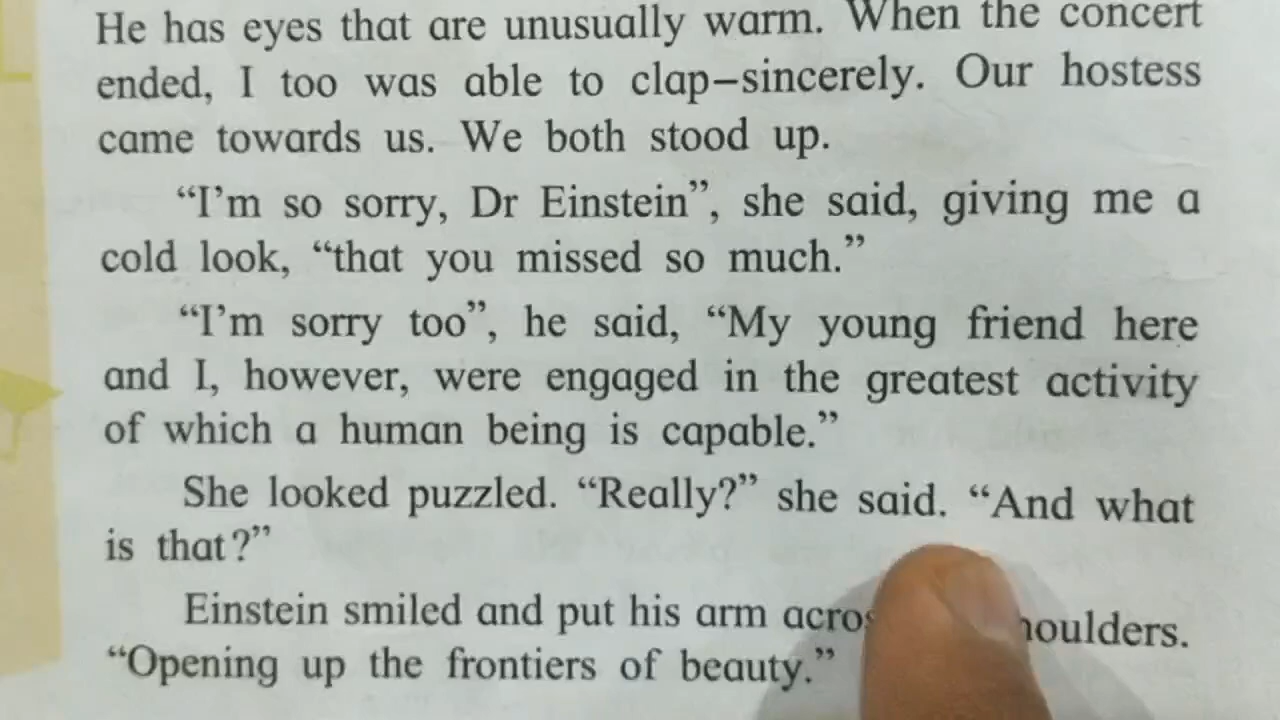 He has eyes that are unusually warm. When the concert
ended, I too was able to clap–sincerely. Our hostess
came towards us. We both stood up.
“I’m so sorry, Dr Einstein”, she said, giving me a
cold look, “that you missed so much.”
“I’m sorry too”, he said, “My young friend here
and I, however, were engaged in the greatest activity
of which a human being is capable.”
She looked puzzled. “Really?” she said. “And what
is that?”
Einstein smiled and put his arm
“Opening up the frontiers of beauty.”